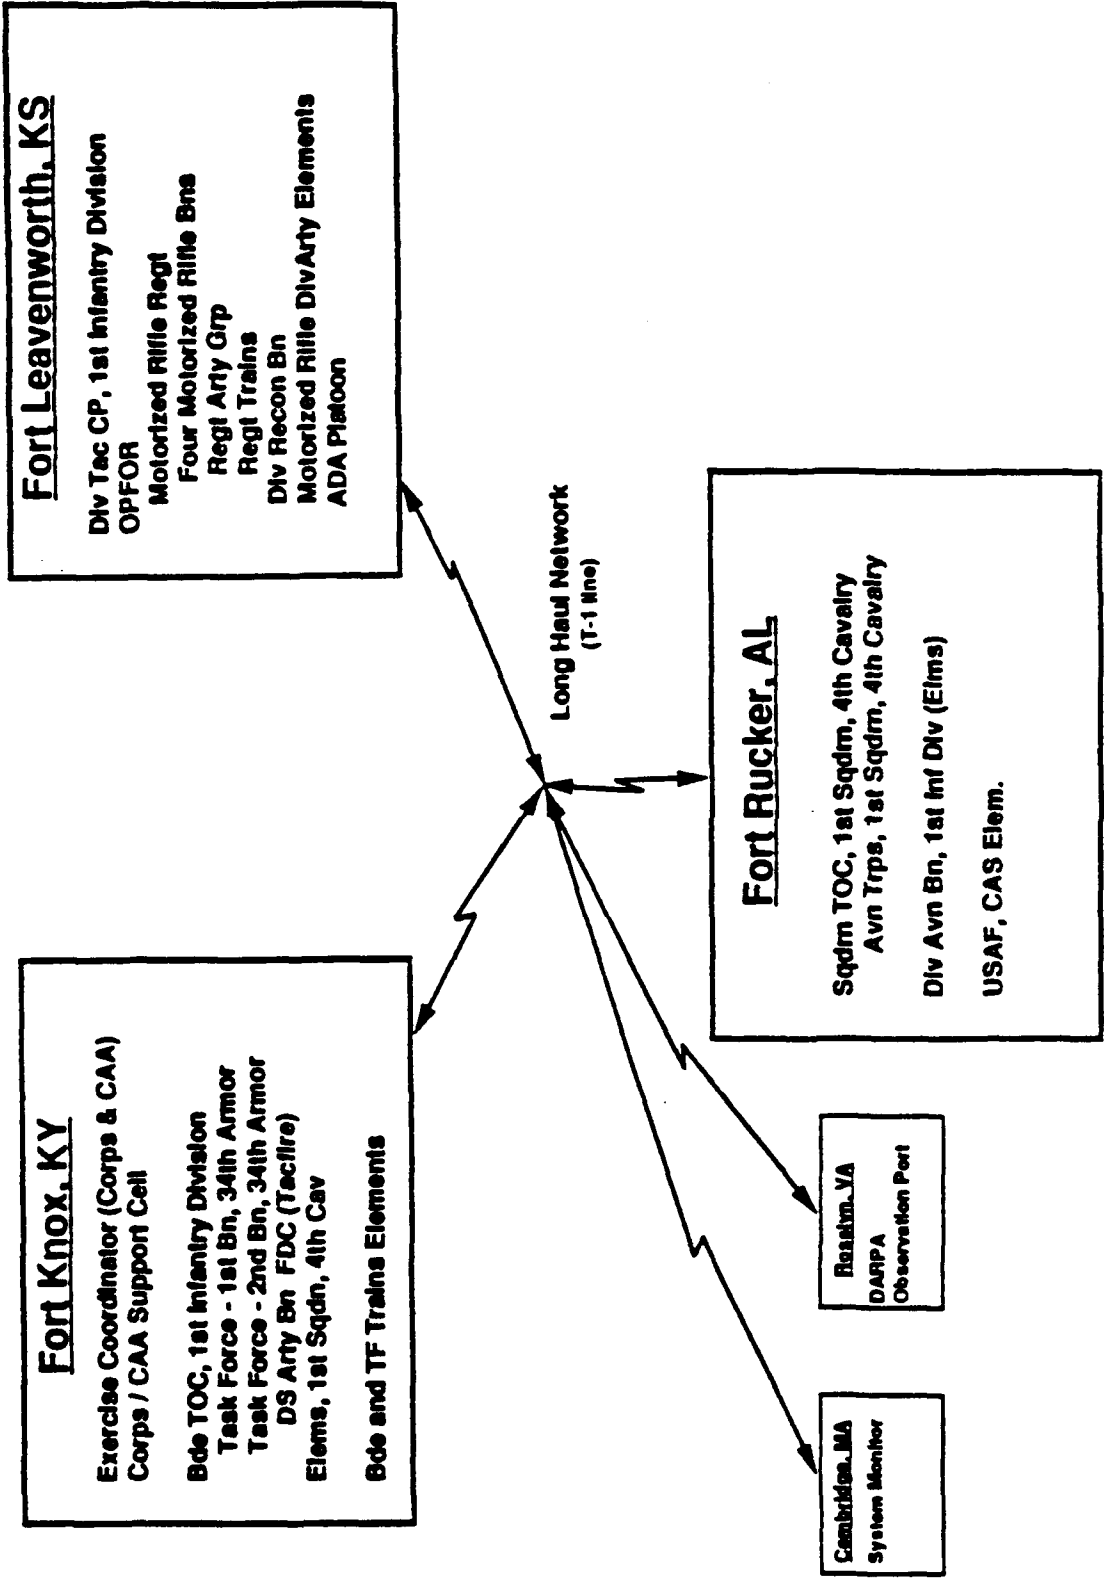 Fort Knox, KY
Exercise Coordinator (Corps & CAA)
Corps / CAA Support Cell
Bde TOC, 1st Infantry Division
Task Force - 1st Bn, 34th Armor
Task Force - 2nd Bn, 34th Armor
DS Arty Bn FDC (Tacfire)
Elems, 1st Sqdn, 4th Cav
Bde and TF Trains Elements
Fort Leavenworth, KS
Div Tac CP, 1st Infantry Division
OPFOR
Motorized Rifle Regt
Four Motorized Rifle Bns
Regt Arty Grp
Regt Trains
Div Recon Bn
Motorized Rifle DivArty Elements
ADA Platoon
Long Haul Network
(T-1 line)
Cambridge, MA
System Monitor
Rosslyn, VA
DARPA
Observation Port
Fort Rucker, AL
Sqdrn TOC, 1st Sqdrn, 4th Cavalry
Avn Trps, 1st Sqdrn, 4th Cavalry
Div Avn Bn, 1st Inf Div (Elms)
USAF, CAS Elem.